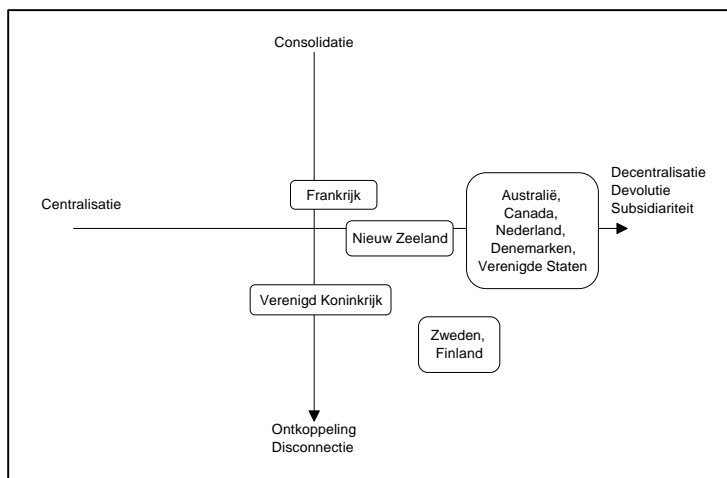 Consolidatie
Decentralisatie
Devolutie
Subsidiariteit
Centralisatie
Frankrijk
Australië,
Canada,
Nederland,
Denemarken,
Verenigde Staten
Nieuw Zeeland
Verenigd Koninkrijk
Zweden,
Finland
Ontkoppeling
Disconnectie